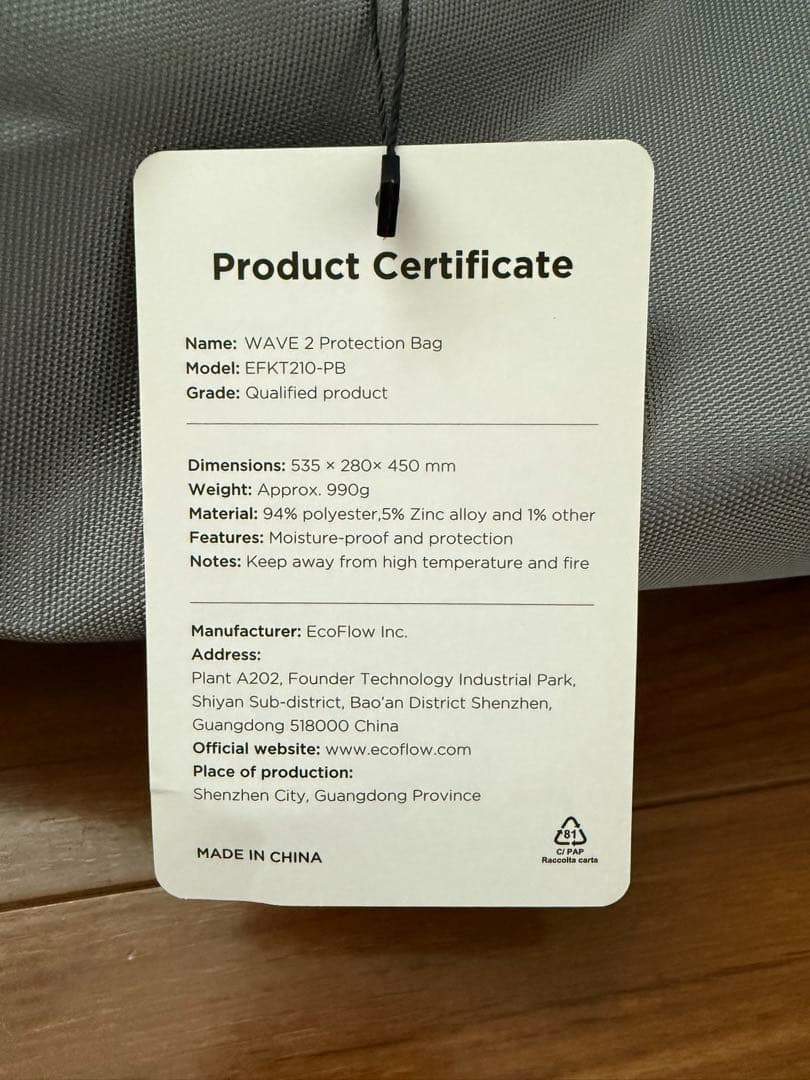 Product Certificate
Name: WAVE 2 Protection Bag
Model: EFKT210-PB
Grade: Qualified product
Dimensions: 535 × 280× 450 mm
Weight: Approx. 990g
Material: 94% polyester,5% Zinc alloy and 1% other
Features: Moisture-proof and protection
Notes: Keep away from high temperature and fire
Manufacturer: EcoFlow Inc.
Address:
Plant A202, Founder Technology Industrial Park,
Shiyan Sub-district, Bao'an District Shenzhen,
Guangdong 518000 China
Official website: www.ecoflow.com
Place of production:
Shenzhen City, Guangdong Province
MADE IN CHINA
81
C/ PAP
Raccolta carta